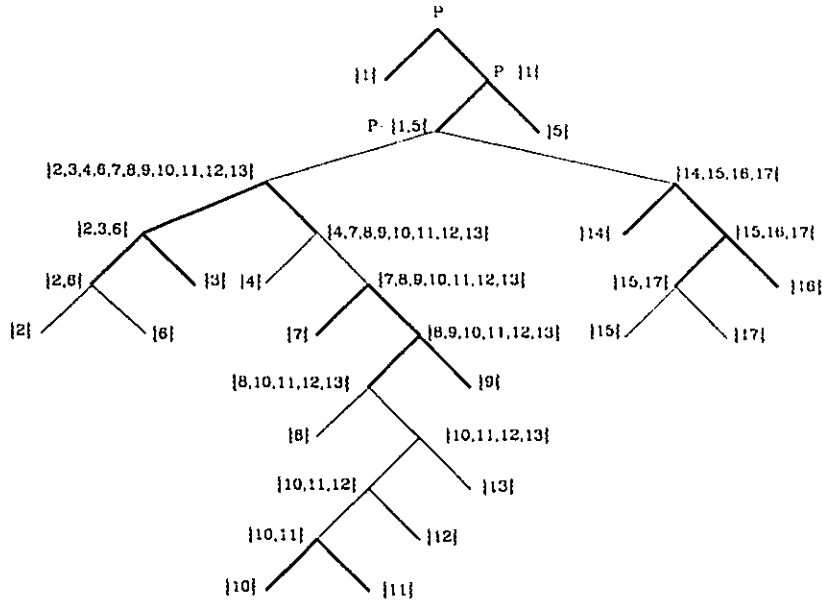 P
}1{ P }1{
P- }1,5{ }5{
}2,3,4,6,7,8,9,10,11,12,13{ }14,15,16,17{
}2,3,6{ }4,7,8,9,10,11,12,13{ }14{ }15,16,17{
}2,6{ }3{ }4{ }7,8,9,10,11,12,13{ }15,17{ }16{
}2{ }6{ }7{ }8,9,10,11,12,13{ }15{ }17{
}8,10,11,12,13{ }9{
}8{ }10,11,12,13{
}10,11,12{ }13{
}10,11{ }12{
}10{ }11{